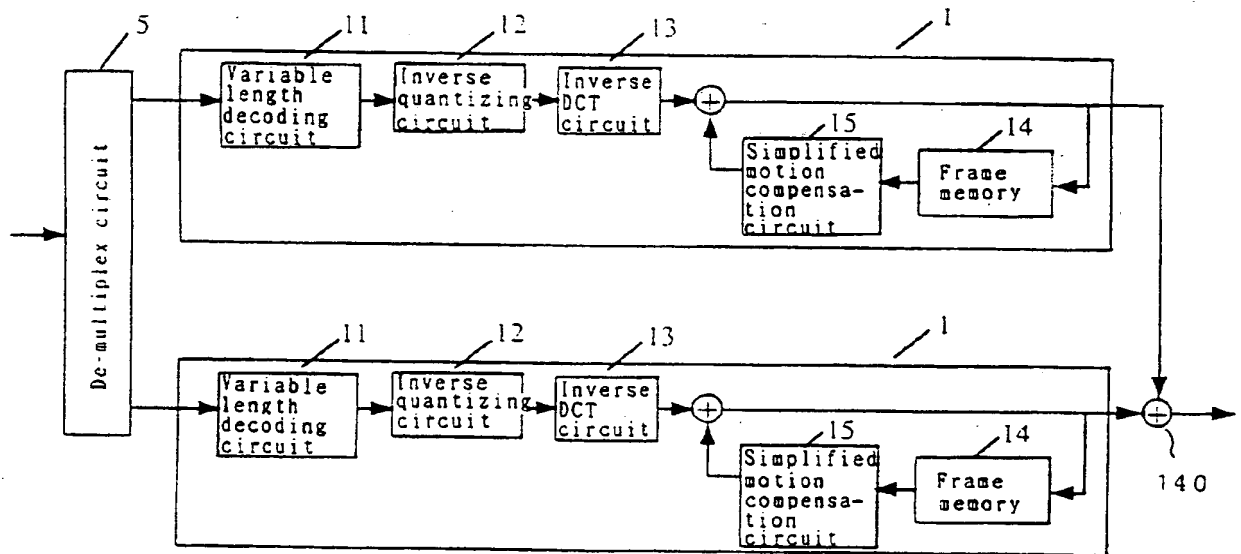 5
11
12
13
1
De-multiplex circuit
Variable
length
decoding
circuit
Inverse
quantizing
circuit
Inverse
DCT
circuit
15
14
Simplified
motion
compensa-
tion
circuit
Frame
memory
11
12
13
1
Variable
length
decoding
circuit
Inverse
quantizing
circuit
Inverse
DCT
circuit
15
14
Simplified
motion
compensa-
tion
circuit
Frame
memory
140